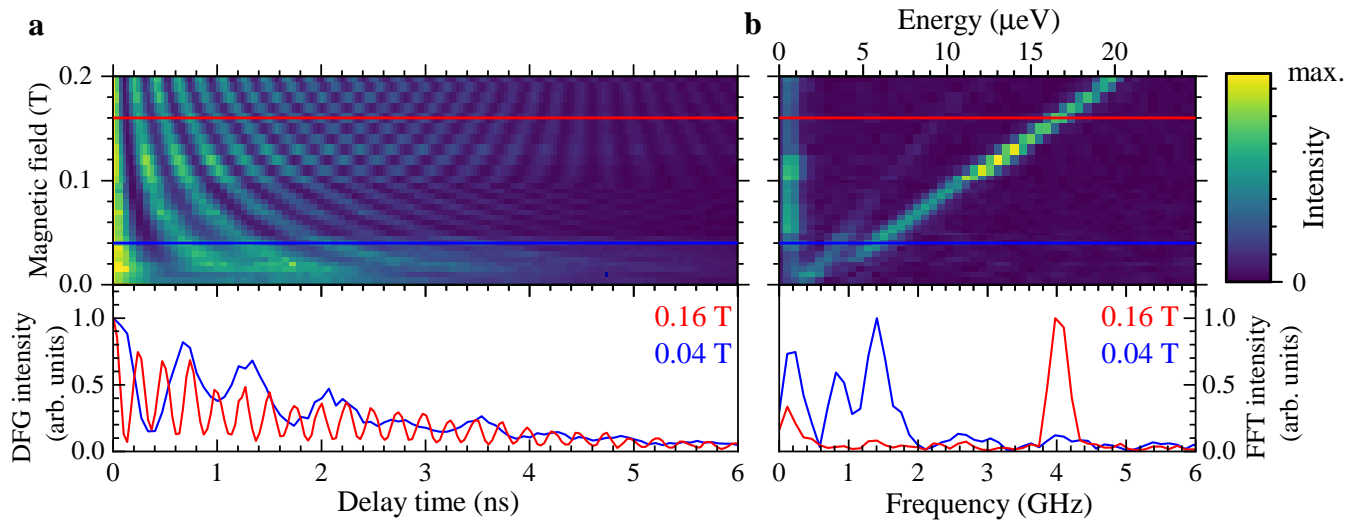 a
b
Energy (µeV)
0 5 10 15 20
Magnetic field (T)
0.2
0.1
0.0
max.
Intensity
0
DFG intensity
(arb. units)
1.0
0.5
0.0
0.16 T
0.04 T
0 1 2 3 4 5 6
Delay time (ns)
0.16 T
0.04 T
1.0
0.5
0.0
FFT intensity
(arb. units)
0 1 2 3 4 5 6
Frequency (GHz)